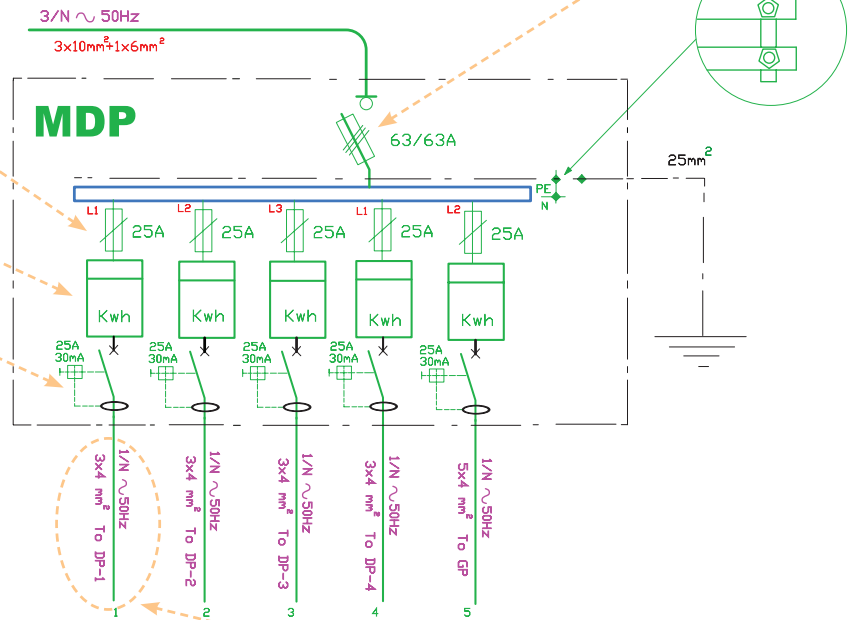 3/N ～ 50Hz
3x10mm²+1x6mm²
MDP
63/63A
25mm²
PE
N
L1
L2
L3
L1
L2
25A
25A
25A
25A
25A
Kwh
Kwh
Kwh
Kwh
Kwh
25A
30mA
25A
30mA
25A
30mA
25A
30mA
25A
30mA
1/N ～50Hz
3x4 mm² To DP-1
1/N ～50Hz
3x4 mm² To DP-2
1/N ～50Hz
3x4 mm² To DP-3
1/N ～50Hz
3x4 mm² To DP-4
1/N ～50Hz
5x4 mm² To GP
1
2
3
4
5